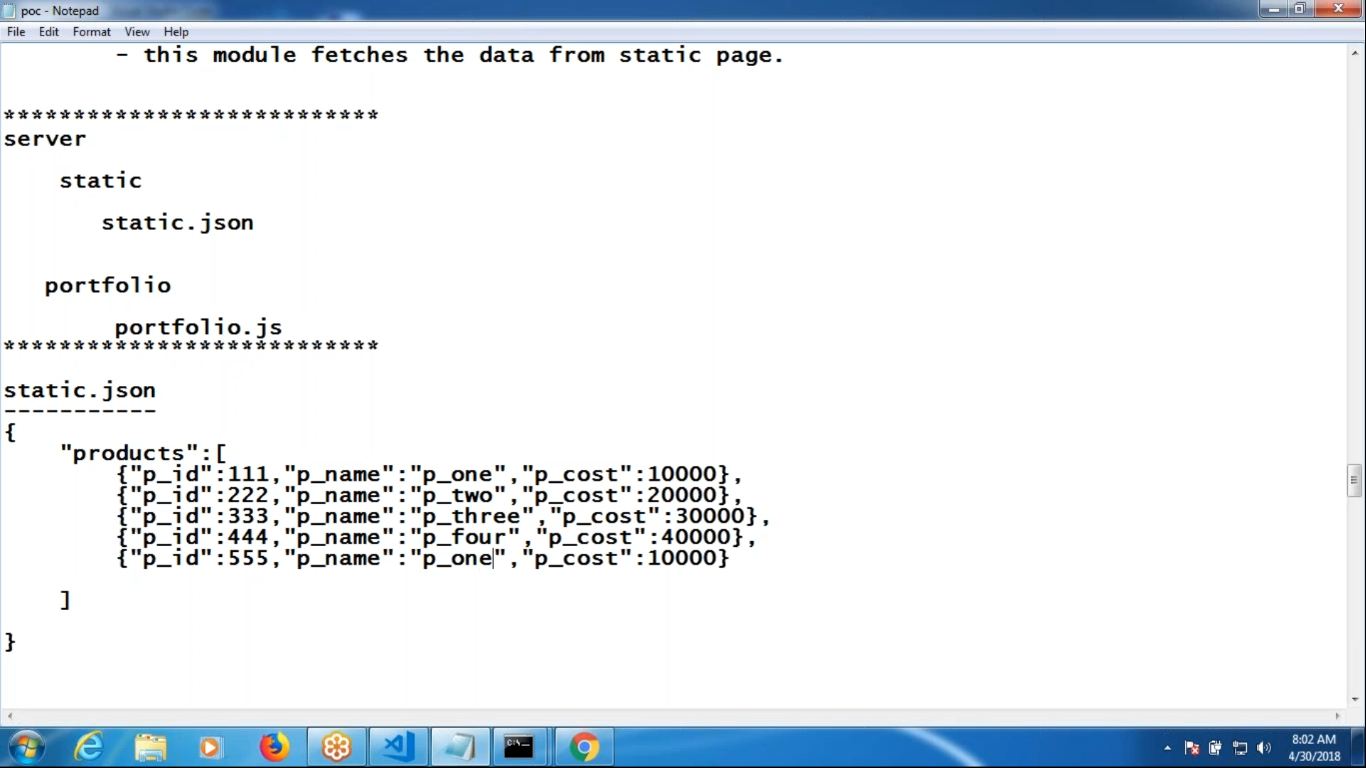 poc - Notepad
File Edit Format View Help
- this module fetches the data from static page.
***************************
server
static
static.json
portfolio
portfolio.js
***************************
static.json
-----------
{
"products":[
{"p_id":111,"p_name":"p_one","p_cost":10000},
{"p_id":222,"p_name":"p_two","p_cost":20000},
{"p_id":333,"p_name":"p_three","p_cost":30000},
{"p_id":444,"p_name":"p_four","p_cost":40000},
{"p_id":555,"p_name":"p_one","p_cost":10000}
]
}
8:02 AM
4/30/2018